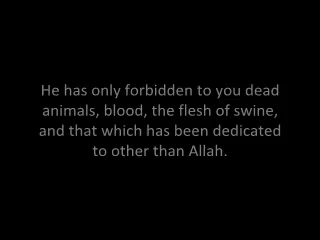 He has only forbidden to you dead
animals, blood, the flesh of swine,
and that which has been dedicated
to other than Allah.